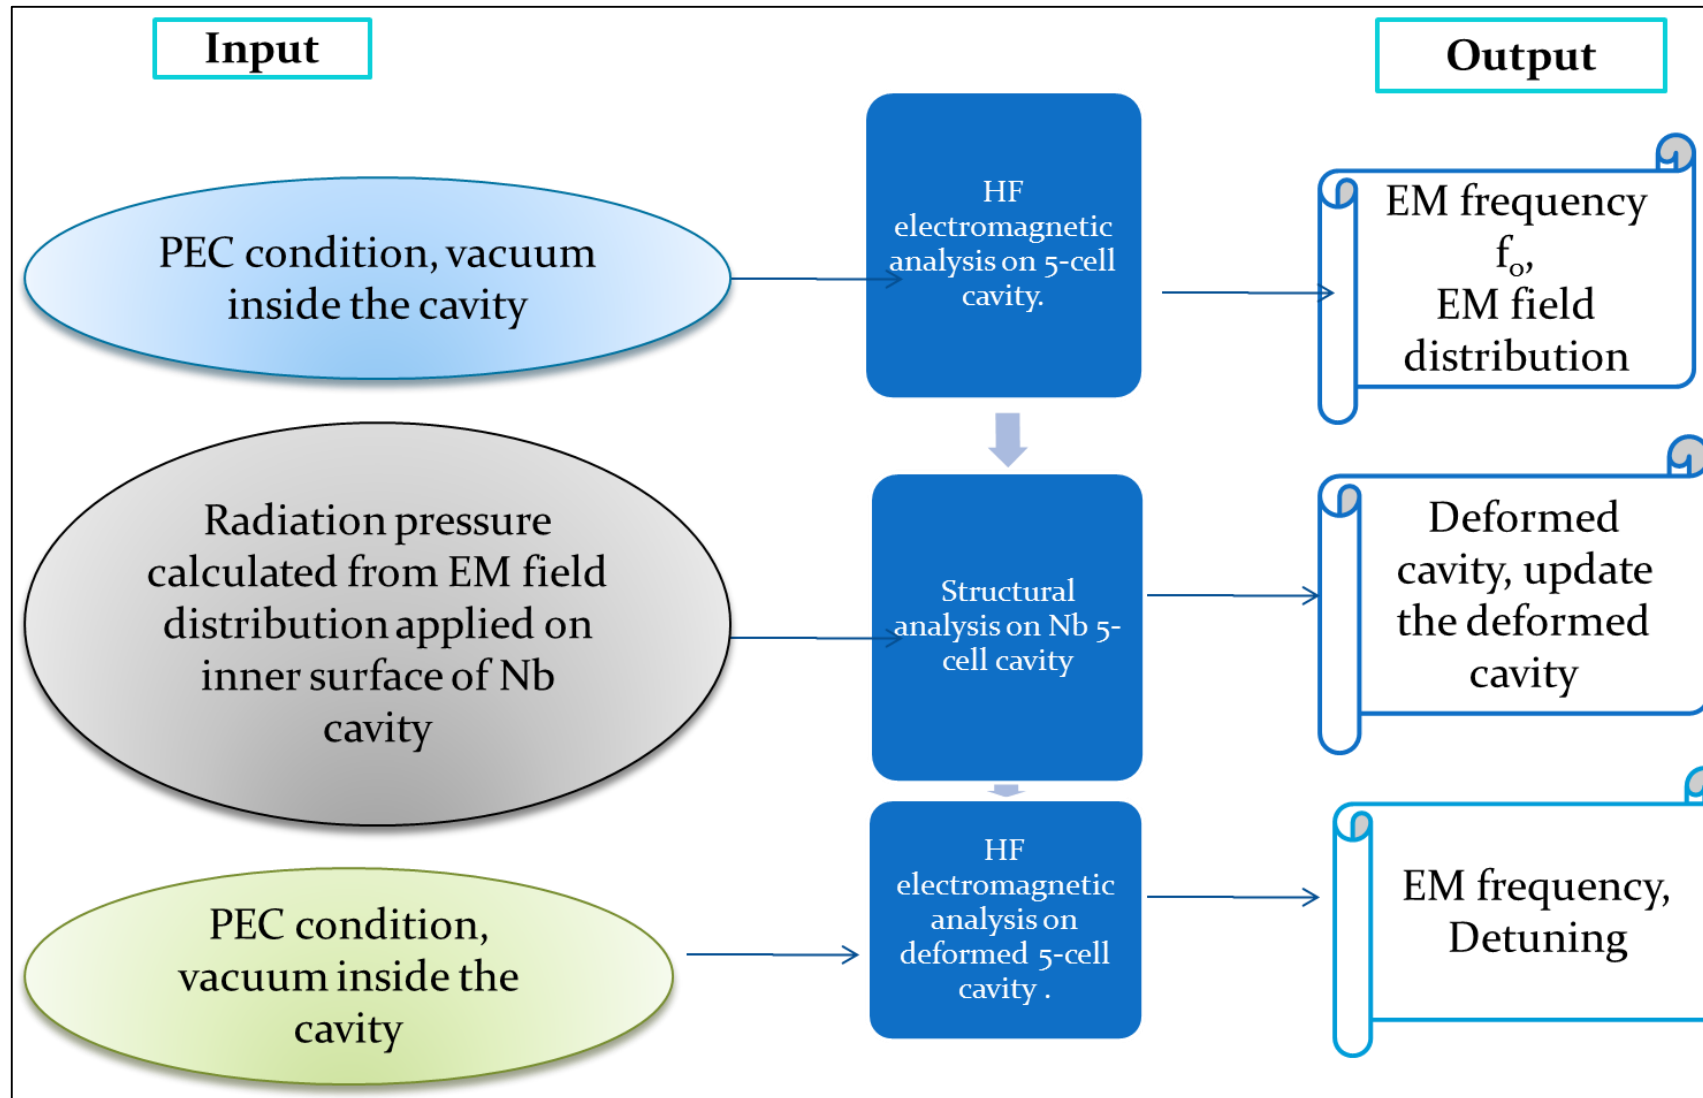 Input
Output
PEC condition, vacuum
inside the cavity
HF
electromagnetic
analysis on 5-cell
cavity.
EM frequency
fo,
EM field
distribution
Radiation pressure
calculated from EM field
distribution applied on
inner surface of Nb
cavity
Structural
analysis on Nb 5-
cell cavity
Deformed
cavity, update
the deformed
cavity
PEC condition,
vacuum inside the
cavity
HF
electromagnetic
analysis on
deformed 5-cell
cavity .
EM frequency,
Detuning